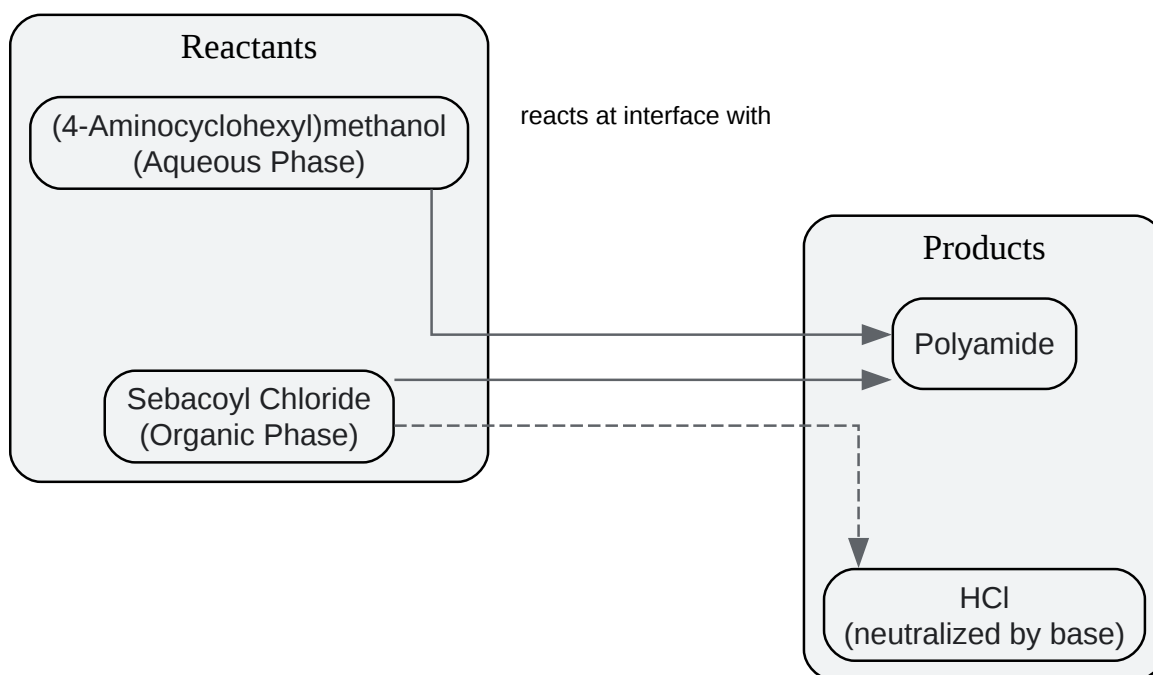 Reactants
(4-Aminocyclohexyl)methanol
(Aqueous Phase)
reacts at interface with
Sebacoyl Chloride
(Organic Phase)
Products
Polyamide
HCl
(neutralized by base)